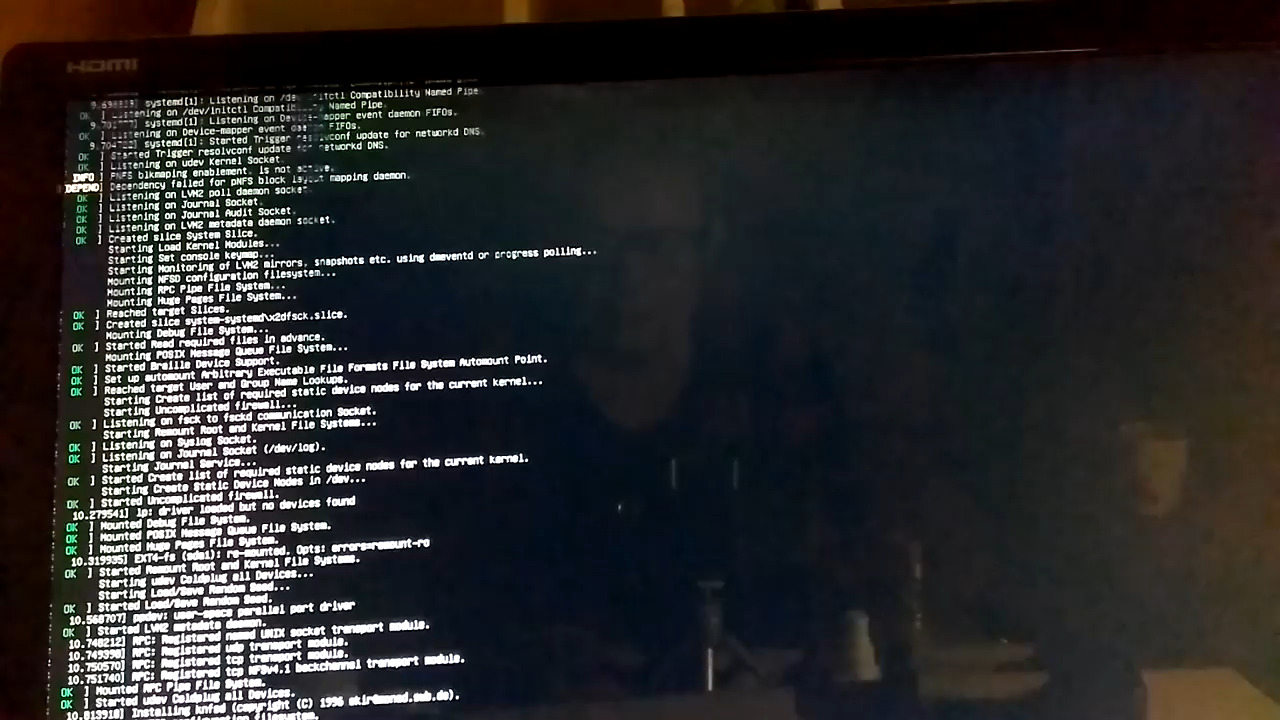 HDMI
systemd[1]: Listening on /de initctl Compatibility Named Pipe.
OK ] Listening on /dev/initctl Compatib Named Pipe.
systemd[1]: Listening on Device-mapper event daemon FIFOs.
OK ] Listening on Device-mapper event daemon FIFOs.
systemd[1]: Started Trigger resolvconf update for networkd DNS.
OK ] Started Trigger resolvconf update for networkd DNS.
OK ] Listening on udev Kernel Socket.
INFO ] PNFS blkmaping enablement. is not active.
DEPEND] Dependency failed for pNFS block layout mapping daemon.
OK ] Listening on LVM2 poll daemon socket.
OK ] Listening on Journal Socket.
OK ] Listening on Journal Audit Socket.
OK ] Listening on LVM2 metadata daemon socket.
OK ] Created slice System Slice.
Starting Load Kernel Modules...
Starting Set console keymap...
Starting Monitoring of LVM2 mirrors, snapshots etc. using dmeventd or progress polling...
Mounting NFSD configuration filesystem...
Mounting RPC Pipe File System...
Mounting Huge Pages File System...
OK ] Reached target Slices.
OK ] Created slice system-systemd\x2dfsck.slice.
Mounting Debug File System...
OK ] Started Read required files in advance.
Mounting POSIX Message Queue File System...
OK ] Started Braille Device Support.
OK ] Set up automount Arbitrary Executable File Formats File System Automount Point.
OK ] Reached target User and Group Name Lookups.
Starting Create list of required static device nodes for the current kernel...
Starting Uncomplicated firewall...
OK ] Listening on fsck to fsckd communication Socket.
Starting Remount Root and Kernel File Systems...
OK ] Listening on Syslog Socket.
OK ] Listening on Journal Socket (/dev/log).
Starting Journal Service...
OK ] Started Create list of required static device nodes for the current kernel.
Starting Create Static Device Nodes in /dev...
OK ] Started Uncomplicated firewall.
10.279541] lp: driver loaded but no devices found
OK ] Mounted Debug File System.
OK ] Mounted POSIX Message Queue File System.
OK ] Mounted Huge Pages File System.
10.319935] EXT4-fs (sda1): re-mounted. Opts: errors=remount-ro
OK ] Started Remount Root and Kernel File Systems.
Starting udev Coldplug all Devices...
Starting Load/Save Random Seed...
OK ] Started Load/Save Random Seed.
10.568707] ppdev: user-space parallel port driver
OK ] Started LVM2 metadata daemon.
10.748212] RPC: Registered named UNIX socket transport module.
10.749998] RPC: Registered udp transport module.
10.750570] RPC: Registered tcp transport module.
10.751740] RPC: Registered tcp NFSv4.1 backchannel transport module.
OK ] Mounted RPC Pipe File System.
OK ] Started udev Coldplug all Devices.
Installing knfsd (copyright (C) 1996 okir@monad.swb.de).
configuration filesystem.